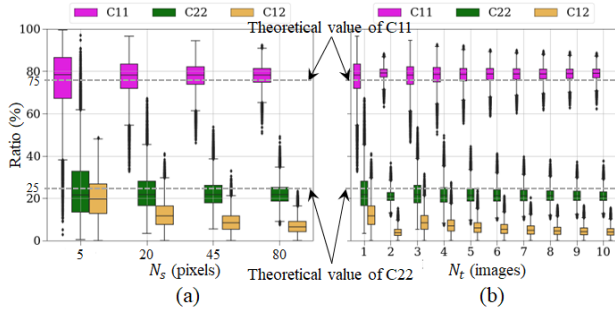 C11 C22 C12
Theoretical value of C11
C11 C22 C12
100
80
75
60
40
25
20
0
Ratio (%)
5 20 45 80
1 2 3 4 5 6 7 8 9 10
N_s (pixels)
Theoretical value of C22
N_t (images)
(a)
(b)